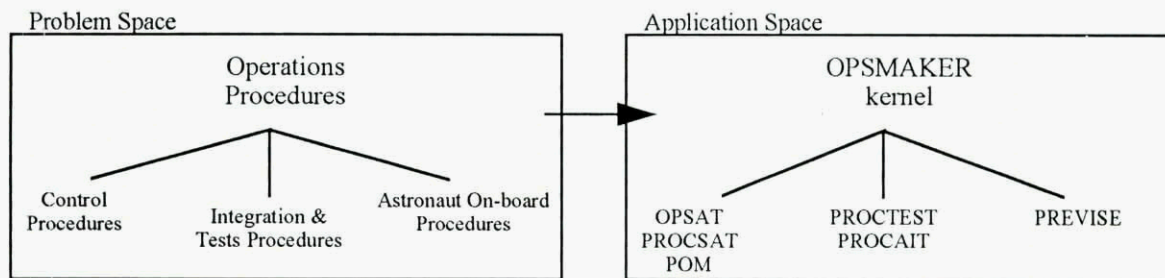 Problem Space
Operations
Procedures
Control
Procedures
Integration &
Tests Procedures
Astronaut On-board
Procedures
Application Space
OPSMAKER
kernel
OPSAT
PROCSAT
POM
PROCTEST
PROCAIT
PREVISE